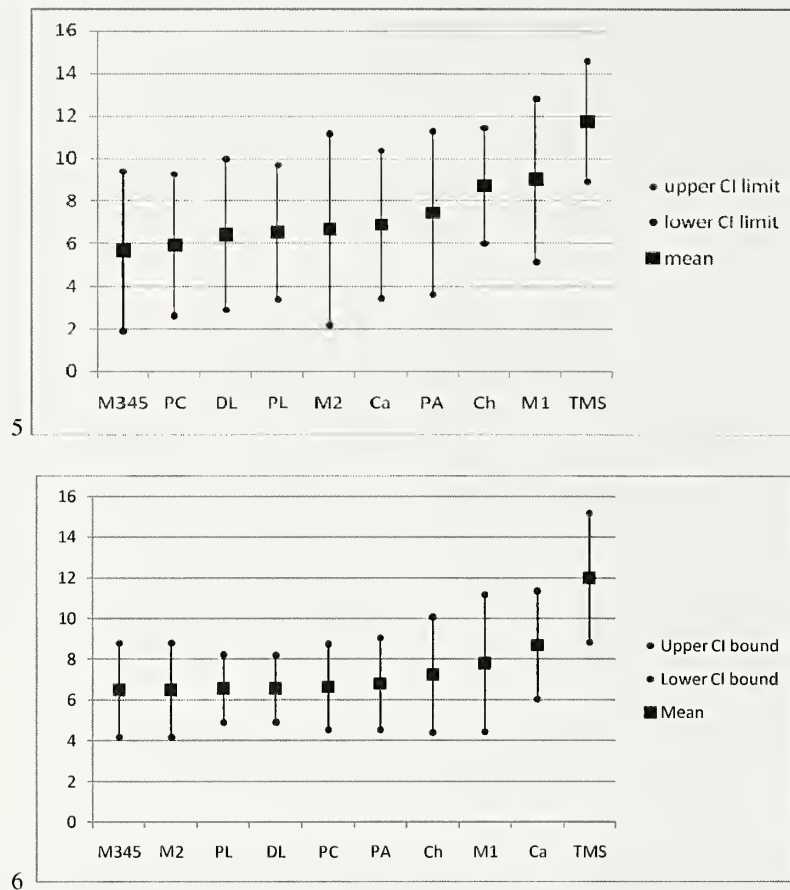 16
14
12
10
8
6
4
2
0
M345 PC DL PL M2 Ca PA Ch M1 TMS
upper CI limit
lower CI limit
mean
5
16
14
12
10
8
6
4
2
0
M345 M2 PL DL PC PA Ch M1 Ca TMS
Upper CI bound
Lower CI bound
Mean
6